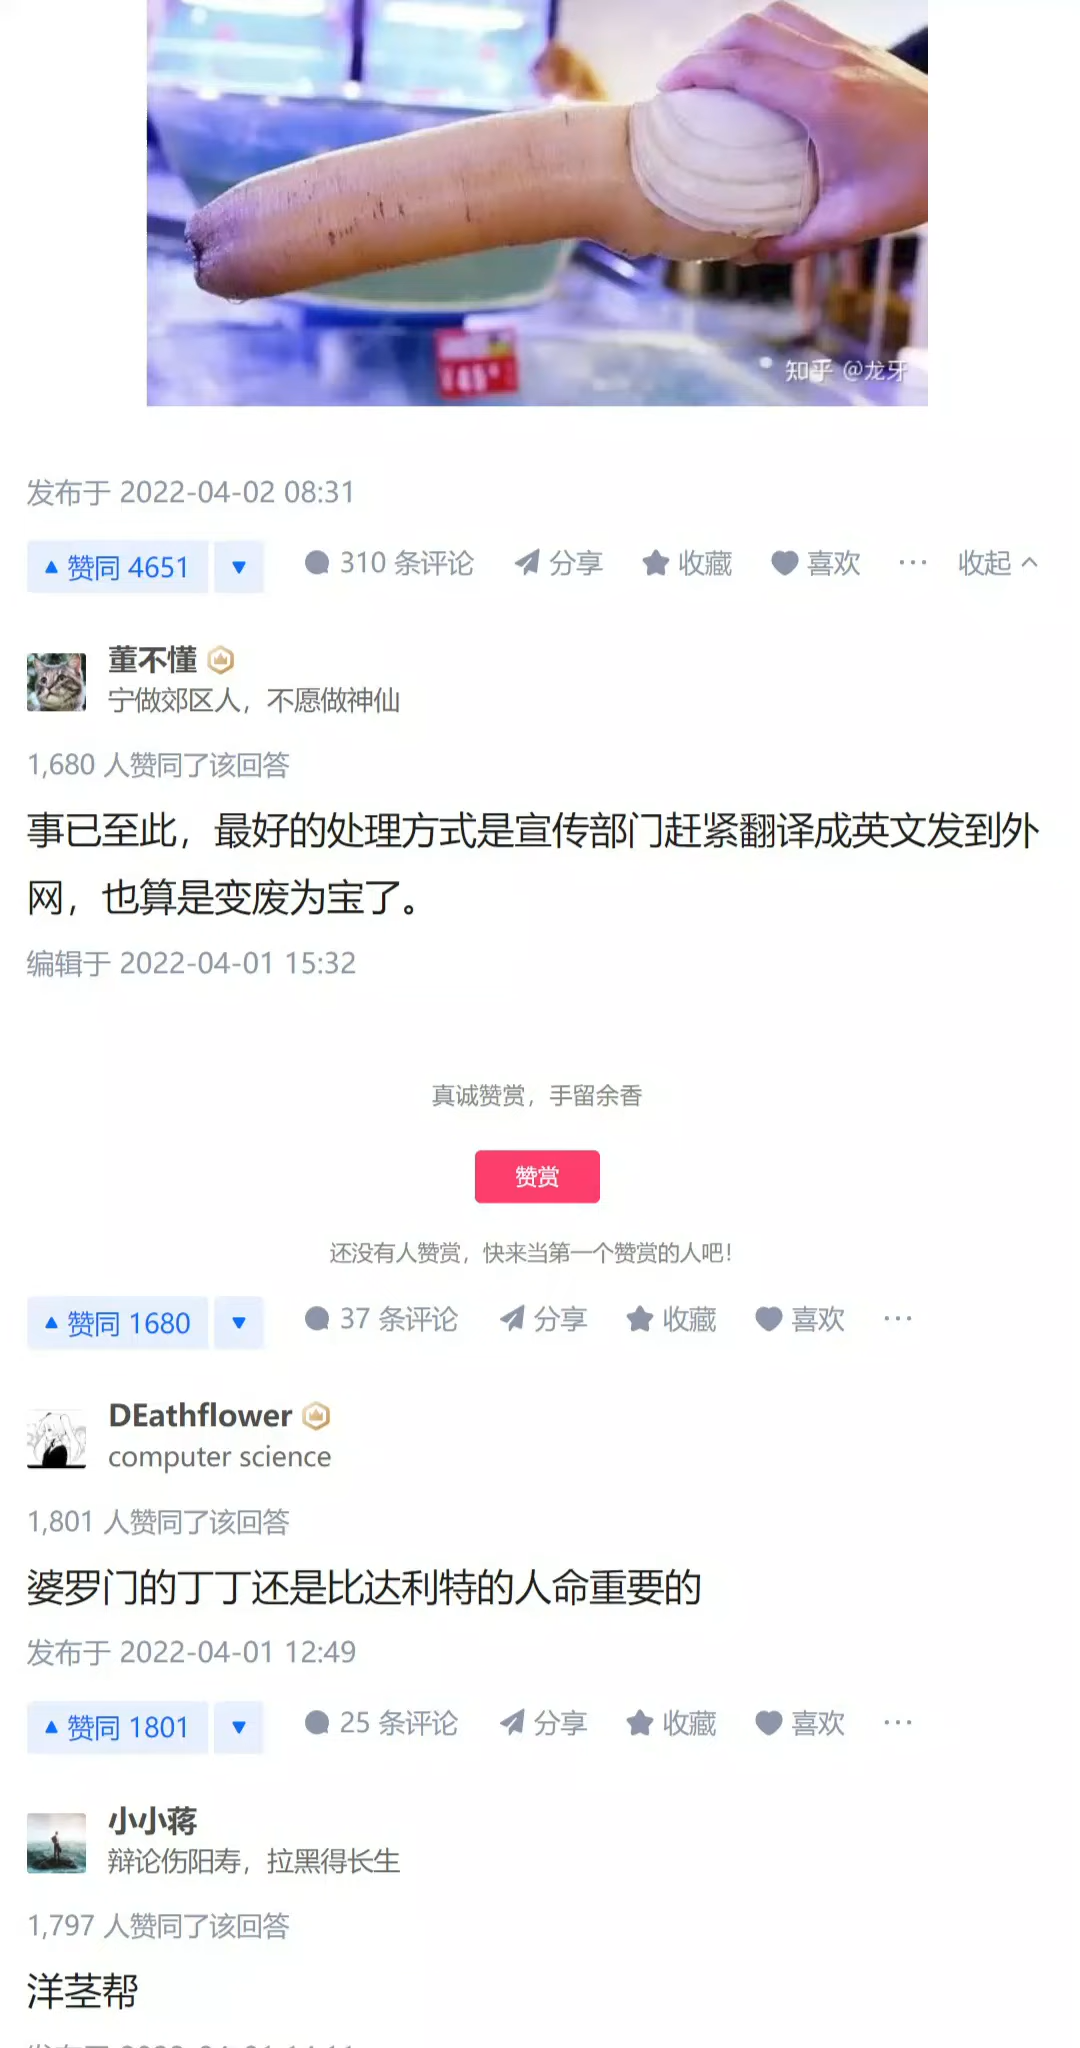 知乎 @龙牙
发布于 2022-04-02 08:31
赞同 4651
310 条评论
分享
收藏
喜欢
收起
董不懂
宁做郊区人，不愿做神仙
1,680 人赞同了该回答
事已至此，最好的处理方式是宣传部门赶紧翻译成英文发到外
网，也算是变废为宝了。
编辑于 2022-04-01 15:32
真诚赞赏，手留余香
赞赏
还没有人赞赏，快来当第一个赞赏的人吧！
赞同 1680
37 条评论
分享
收藏
喜欢
DEathflower
computer science
1,801 人赞同了该回答
婆罗门的丁丁还是比达利特的人命重要的
发布于 2022-04-01 12:49
赞同 1801
25 条评论
分享
收藏
喜欢
小小蒋
辩论伤阳寿，拉黑得长生
1,797 人赞同了该回答
洋茎帮